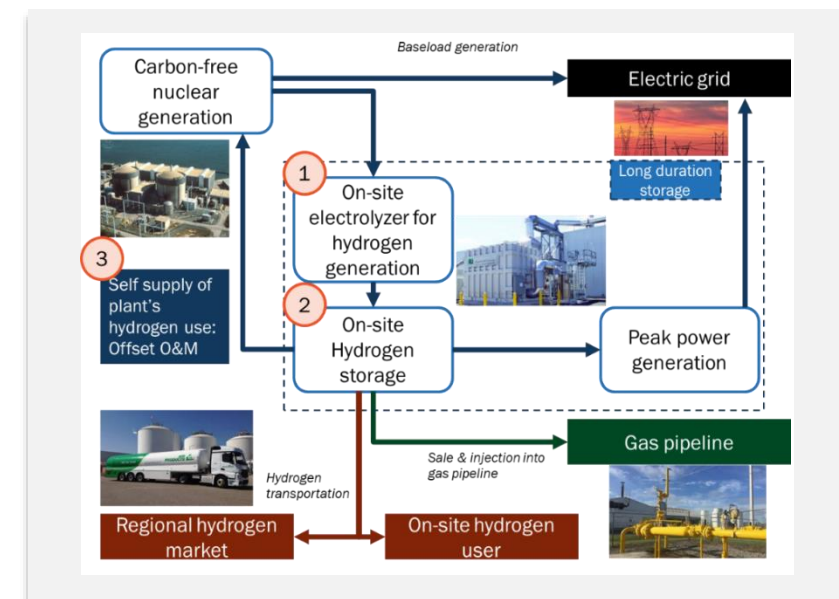 Baseload generation
Carbon-free
nuclear
generation
Electric grid
1
On-site
electrolyzer for
hydrogen
generation
Long duration
storage
3
Self supply of
plant's
hydrogen use:
Offset O&M
2
On-site
Hydrogen
storage
Peak power
generation
Gas pipeline
Sale & injection into
gas pipeline
Hydrogen
transportation
Regional hydrogen
market
On-site hydrogen
user